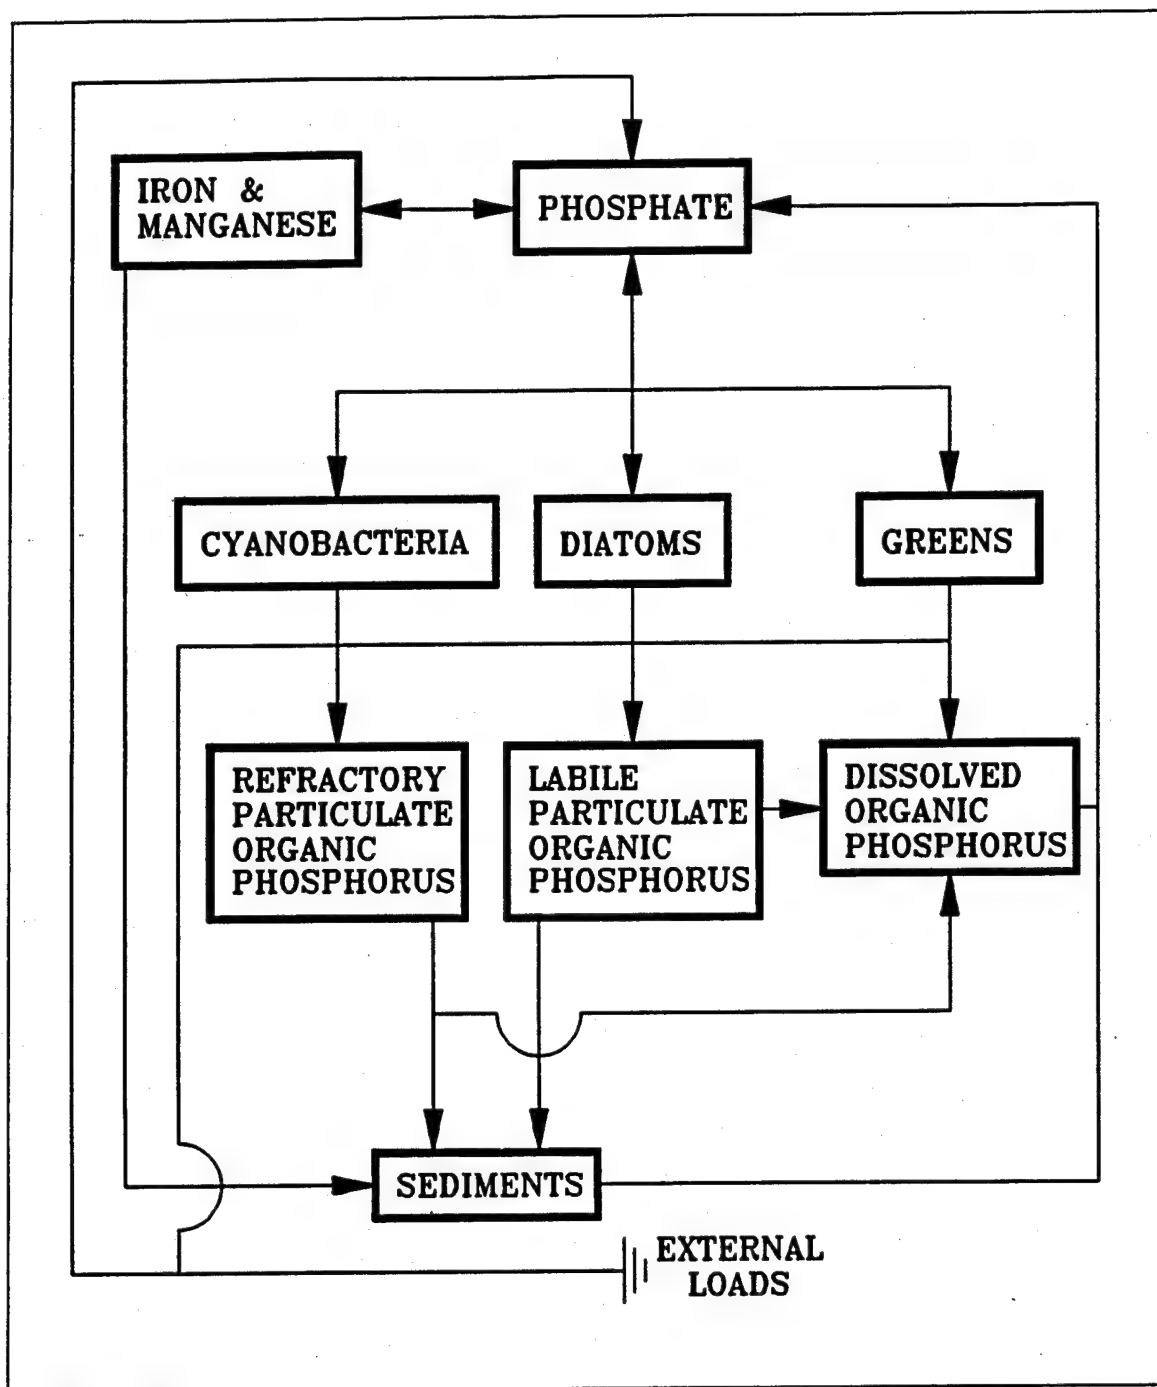 IRON &
MANGANESE
PHOSPHATE
CYANOBACTERIA
DIATOMS
GREENS
REFRACTORY
PARTICULATE
ORGANIC
PHOSPHORUS
LABILE
PARTICULATE
ORGANIC
PHOSPHORUS
DISSOLVED
ORGANIC
PHOSPHORUS
SEDIMENTS
EXTERNAL
LOADS